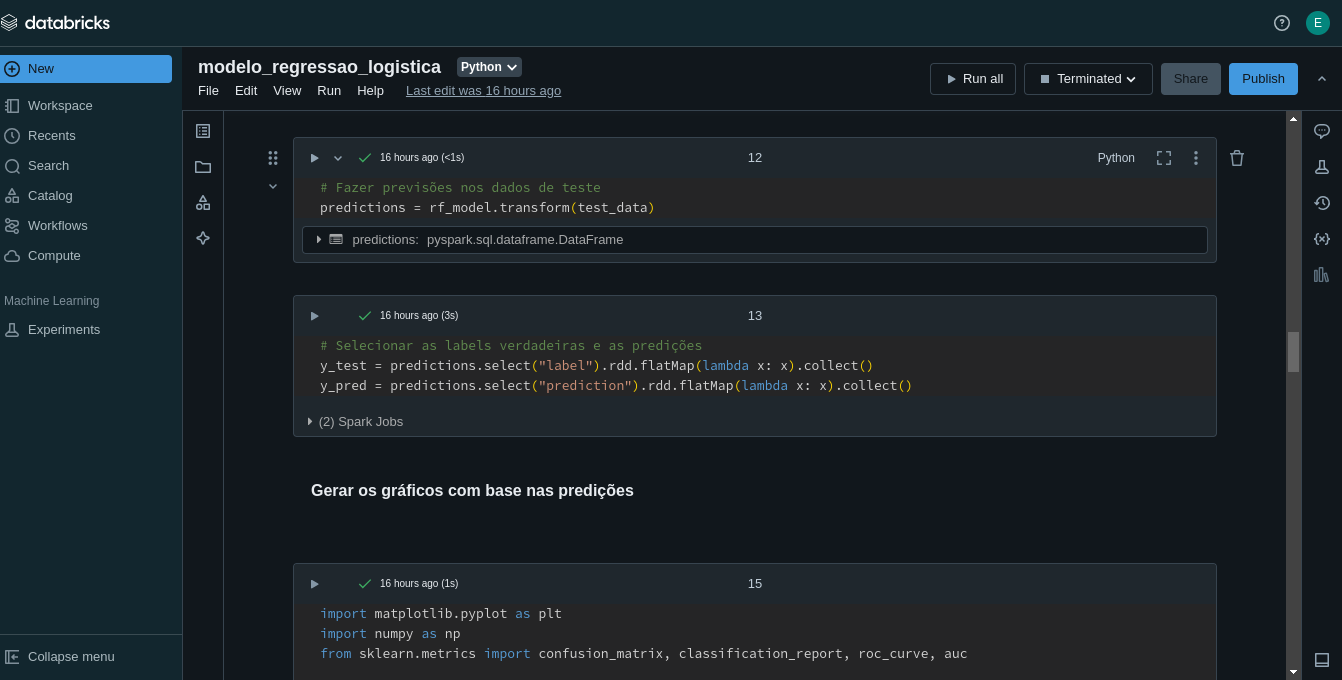 databricks
?
E
New
Workspace
Recents
Search
Catalog
Workflows
Compute
Machine Learning
Experiments
Collapse menu
modelo_regressao_logistica
Python
File Edit View Run Help Last edit was 16 hours ago
Run all
Terminated
Share
Publish
16 hours ago (<1s)
12
Python
# Fazer previsões nos dados de teste
predictions = rf_model.transform(test_data)
predictions: pyspark.sql.dataframe.DataFrame
16 hours ago (3s)
13
# Selecionar as labels verdadeiras e as predições
y_test = predictions.select("label").rdd.flatMap(lambda x: x).collect()
y_pred = predictions.select("prediction").rdd.flatMap(lambda x: x).collect()
(2) Spark Jobs
Gerar os gráficos com base nas predições
16 hours ago (1s)
15
import matplotlib.pyplot as plt
import numpy as np
from sklearn.metrics import confusion_matrix, classification_report, roc_curve, auc